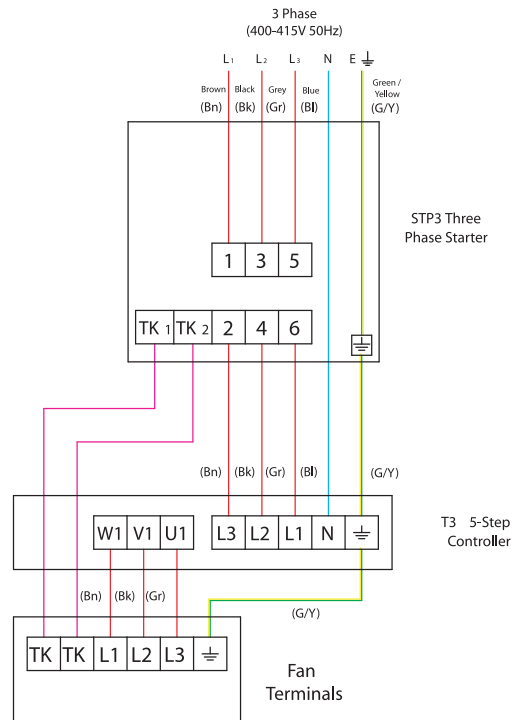 3 Phase
(400-415V 50Hz)
L1 L2 L3 N E
Brown Black Grey Blue Green /
Yellow
(Bn) (Bk) (Gr) (Bl) (G/Y)
STP3 Three
Phase Starter
1 3 5
TK 1 TK 2 2 4 6
(Bn) (Bk) (Gr) (Bl) (G/Y)
W1 V1 U1 L3 L2 L1 N
T3 5-Step
Controller
(Bn) (Bk) (Gr)
(G/Y)
TK TK L1 L2 L3
Fan
Terminals